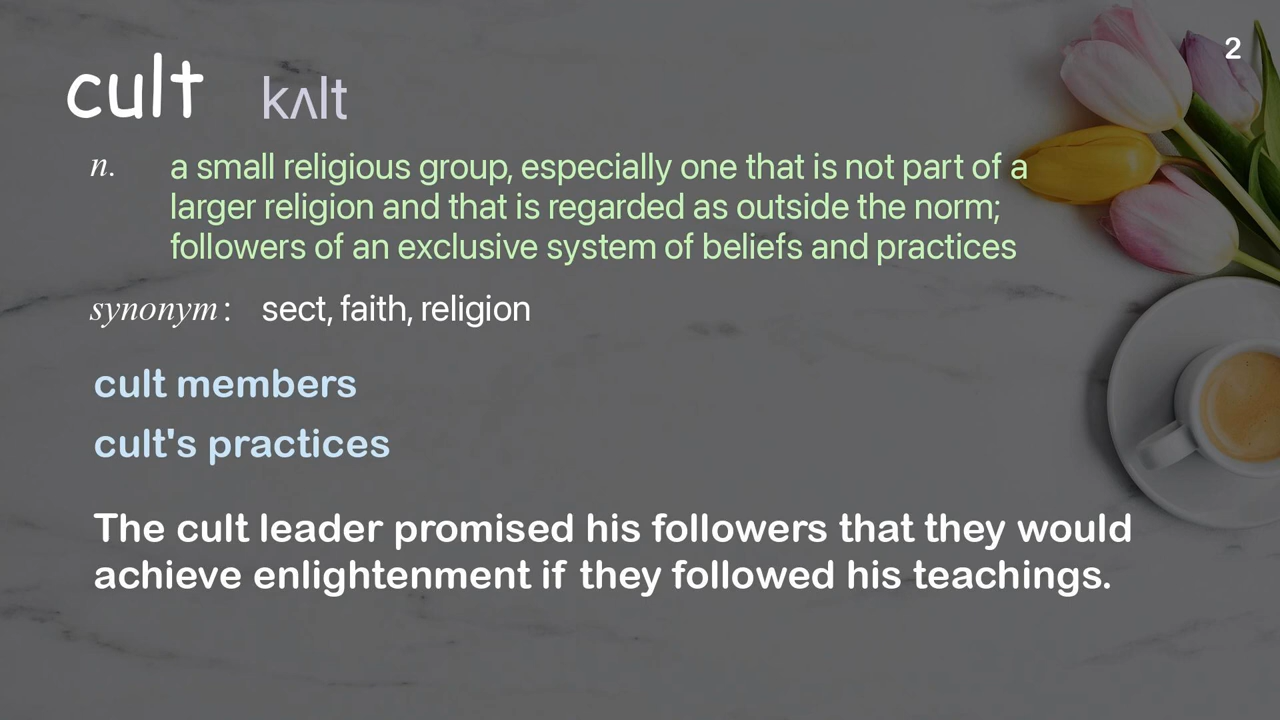 2
cult kʌlt
n. a small religious group, especially one that is not part of a
larger religion and that is regarded as outside the norm;
followers of an exclusive system of beliefs and practices
synonym: sect, faith, religion
cult members
cult's practices
The cult leader promised his followers that they would
achieve enlightenment if they followed his teachings.